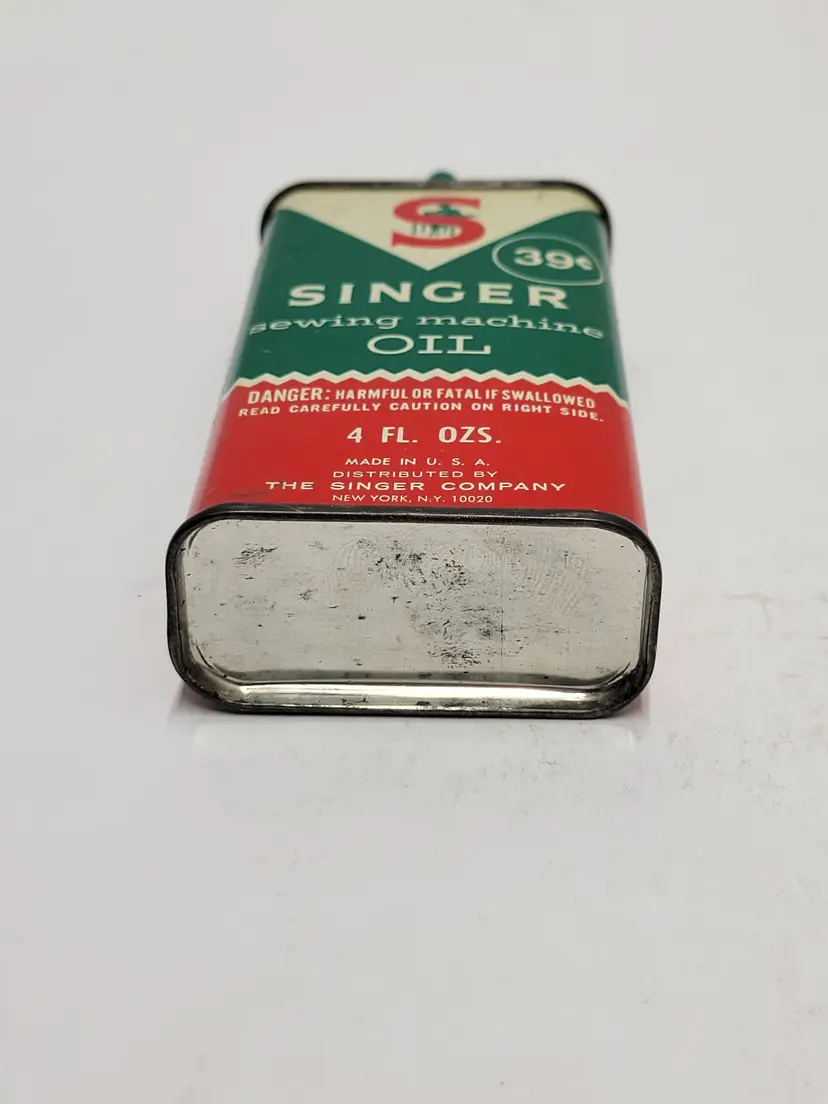 S
39¢
SINGER
sewing machine
OIL
DANGER: HARMFUL OR FATAL IF SWALLOWED
READ CAREFULLY CAUTION ON RIGHT SIDE.
4 FL. OZS.
MADE IN U. S. A.
DISTRIBUTED BY
THE SINGER COMPANY
NEW YORK, N.Y. 10020